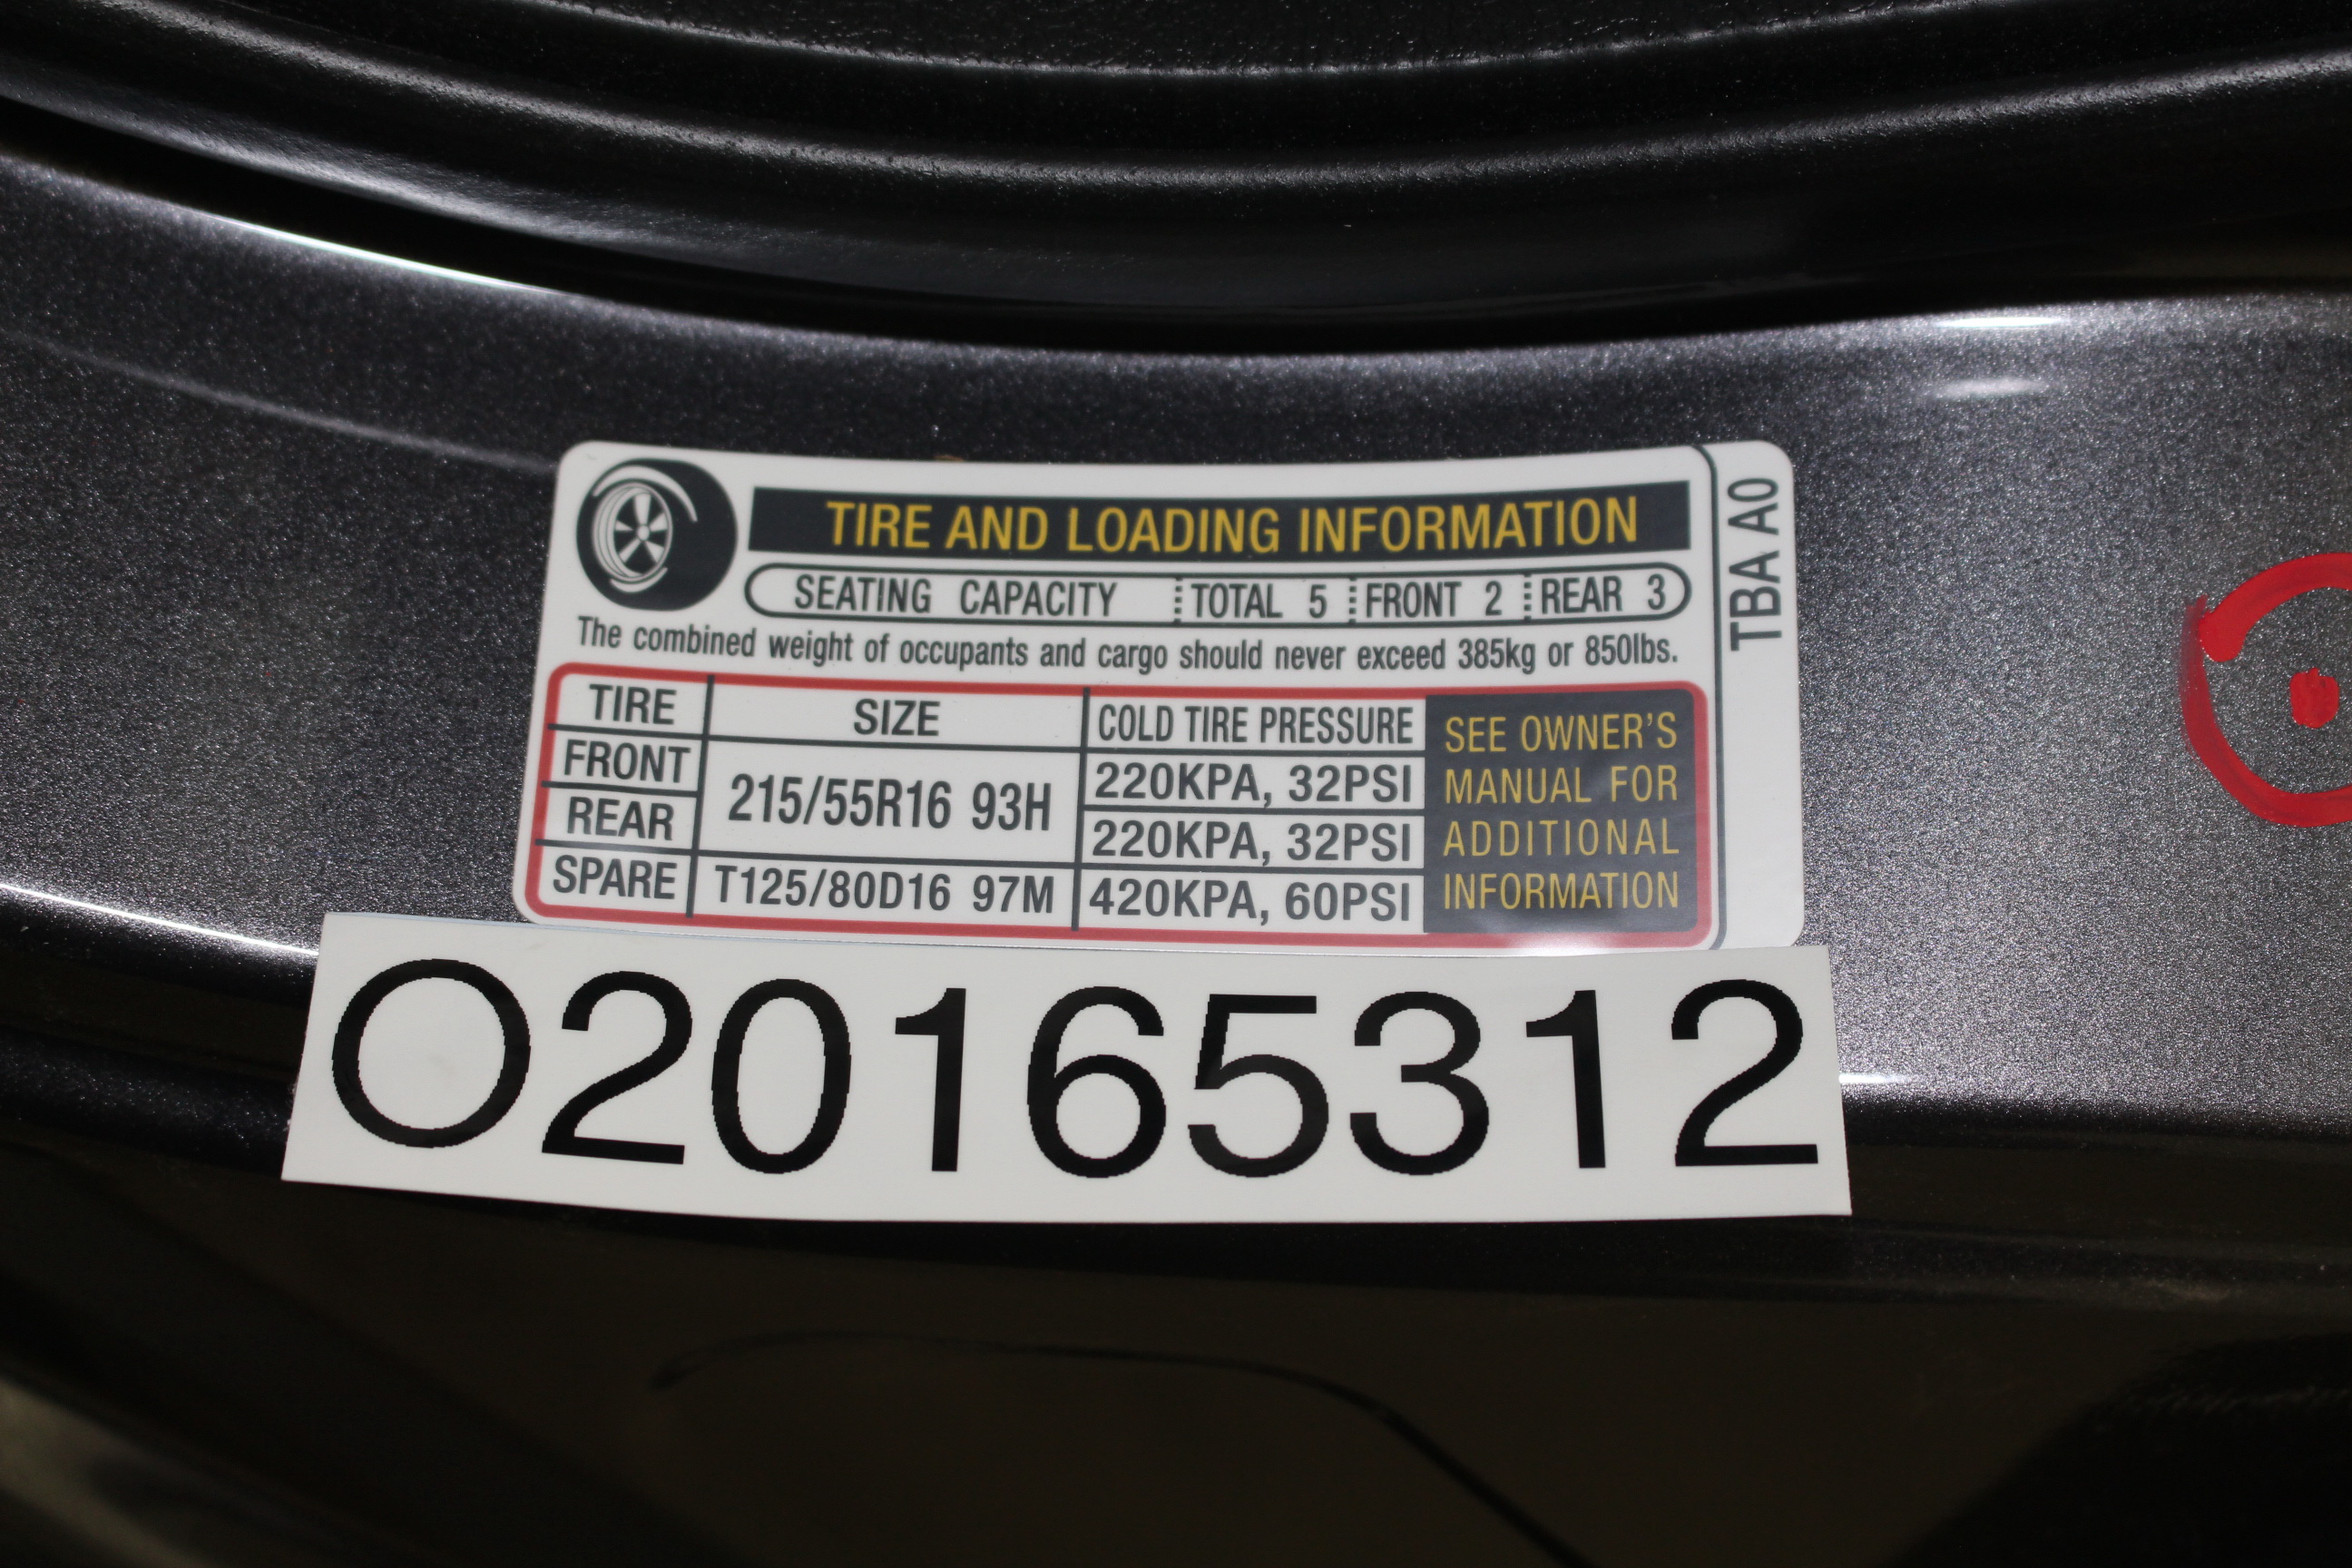 TIRE AND LOADING INFORMATION
SEATING CAPACITY TOTAL 5 FRONT 2 REAR 3
The combined weight of occupants and cargo should never exceed 385kg or 850lbs.
TIRE SIZE COLD TIRE PRESSURE
FRONT 215/55R16 93H 220KPA, 32PSI
REAR 220KPA, 32PSI
SPARE T125/80D16 97M 420KPA, 60PSI
SEE OWNER'S
MANUAL FOR
ADDITIONAL
INFORMATION
TBA A0
O20165312